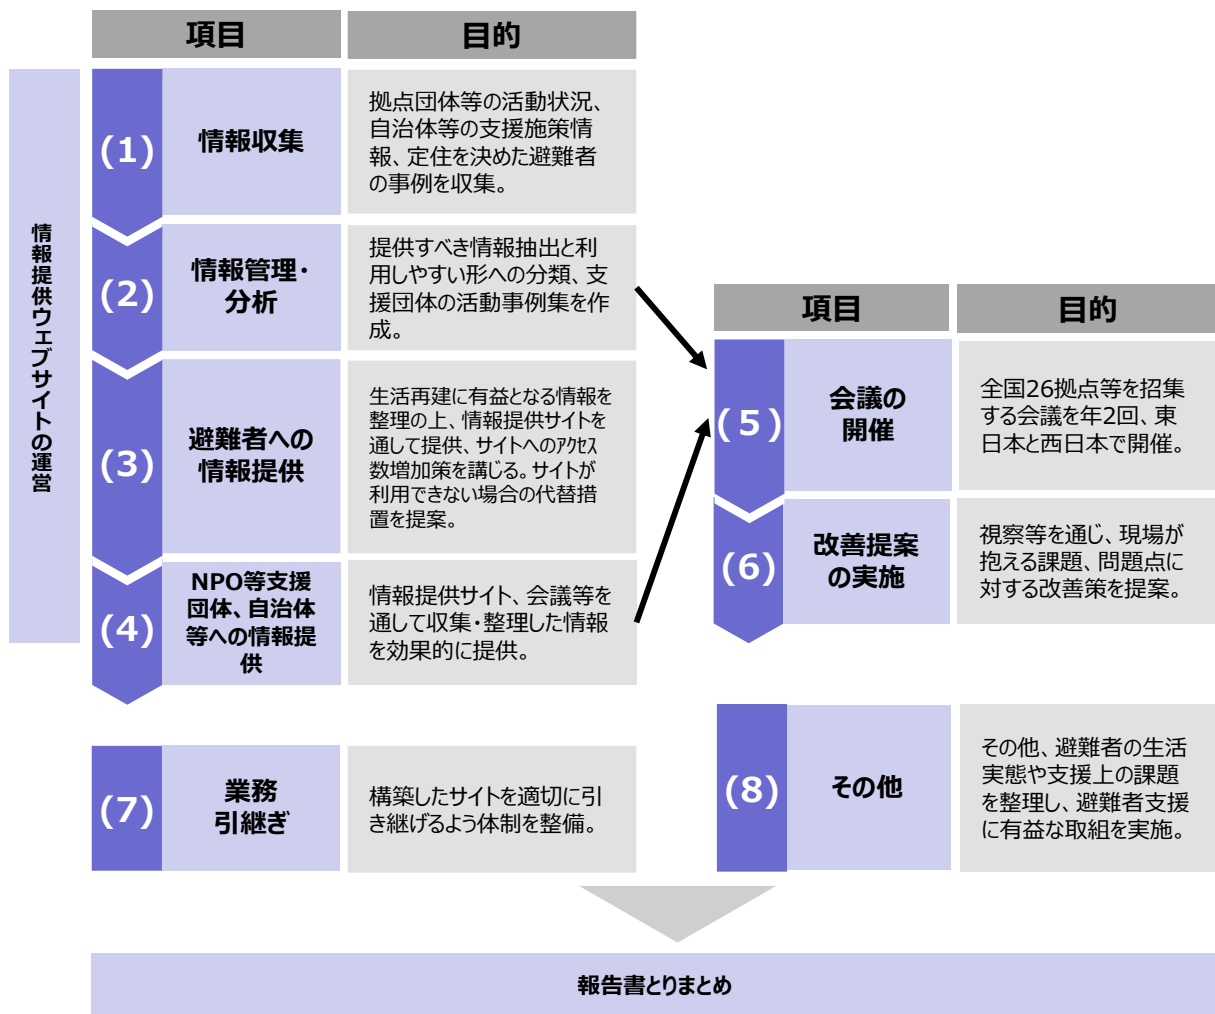 項目
目的
情報提供ウェブサイトの運営
(1)
情報収集
拠点団体等の活動状況、
自治体等の支援施策情
報、定住を決めた避難者
の事例を収集。
(2)
情報管理・
分析
提供すべき情報抽出と利
用しやすい形への分類、支
援団体の活動事例集を作
成。
(3)
避難者への
情報提供
生活再建に有益となる情報を
整理の上、情報提供サイトを
通して提供、サイトへのｱｸｾｽ
数増加策を講じる。サイトが
利用できない場合の代替措
置を提案。
(4)
NPO等支援
団体、自治体
等への情報提
供
情報提供サイト、会議等を
通して収集・整理した情報
を効果的に提供。
項目
目的
(５)
会議の
開催
全国26拠点等を招集
する会議を年2回、東
日本と西日本で開催。
(6)
改善提案
の実施
視察等を通じ、現場が
抱える課題、問題点に
対する改善策を提案。
(7)
業務
引継ぎ
構築したサイトを適切に引
き継げるよう体制を整備。
(8)
その他
その他、避難者の生活
実態や支援上の課題
を整理し、避難者支援
に有益な取組を実施。
報告書とりまとめ